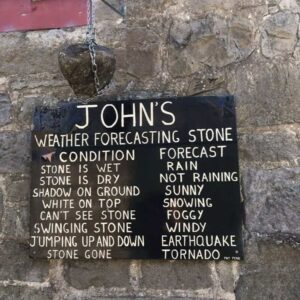 JOHN'S
WEATHER FORECASTING STONE
CONDITION FORECAST
STONE IS WET RAIN
STONE IS DRY NOT RAINING
SHADOW ON GROUND SUNNY
WHITE ON TOP SNOWING
CAN'T SEE STONE FOGGY
SWINGING STONE WINDY
JUMPING UP AND DOWN EARTHQUAKE
STONE GONE TORNADO